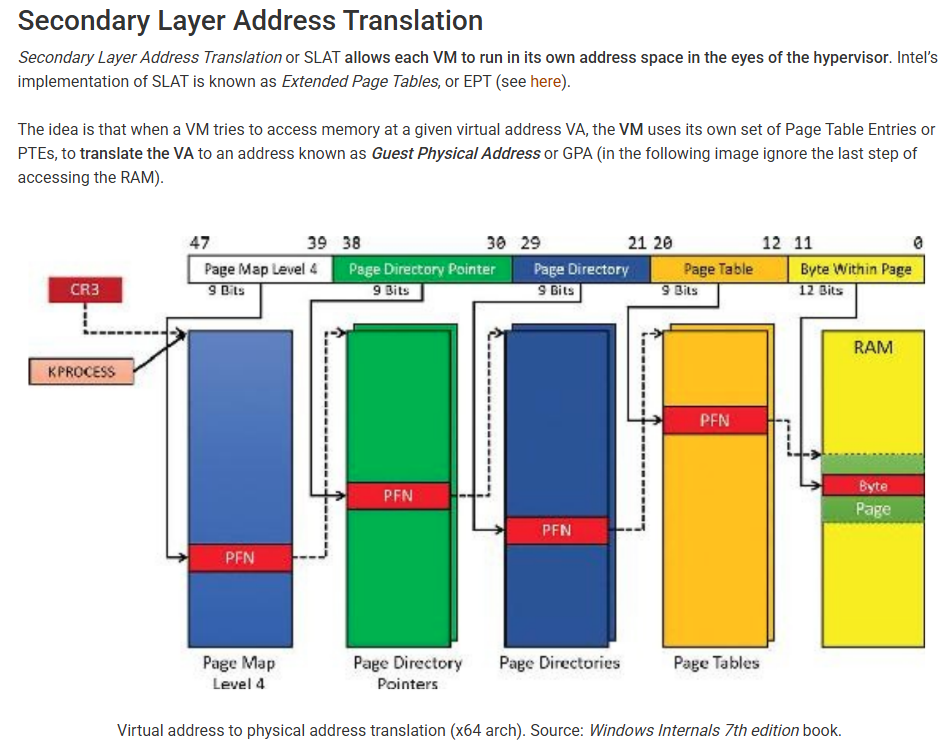 Secondary Layer Address Translation
Secondary Layer Address Translation or SLAT allows each VM to run in its own address space in the eyes of the hypervisor. Intel's
implementation of SLAT is known as Extended Page Tables, or EPT (see here).
The idea is that when a VM tries to access memory at a given virtual address VA, the VM uses its own set of Page Table Entries or
PTEs, to translate the VA to an address known as Guest Physical Address or GPA (in the following image ignore the last step of
accessing the RAM).
47 39 38 30 29 21 20 12 11 0
Page Map Level 4 Page Directory Pointer Page Directory Page Table Byte Within Page
9 Bits 9 Bits 9 Bits 9 Bits 12 Bits
CR3
KPROCESS
RAM
PFN
Byte
PFN
Page
PFN
PFN
Page Map Page Directory Page Directories Page Tables
Level 4 Pointers
Virtual address to physical address translation (x64 arch). Source: Windows Internals 7th edition book.